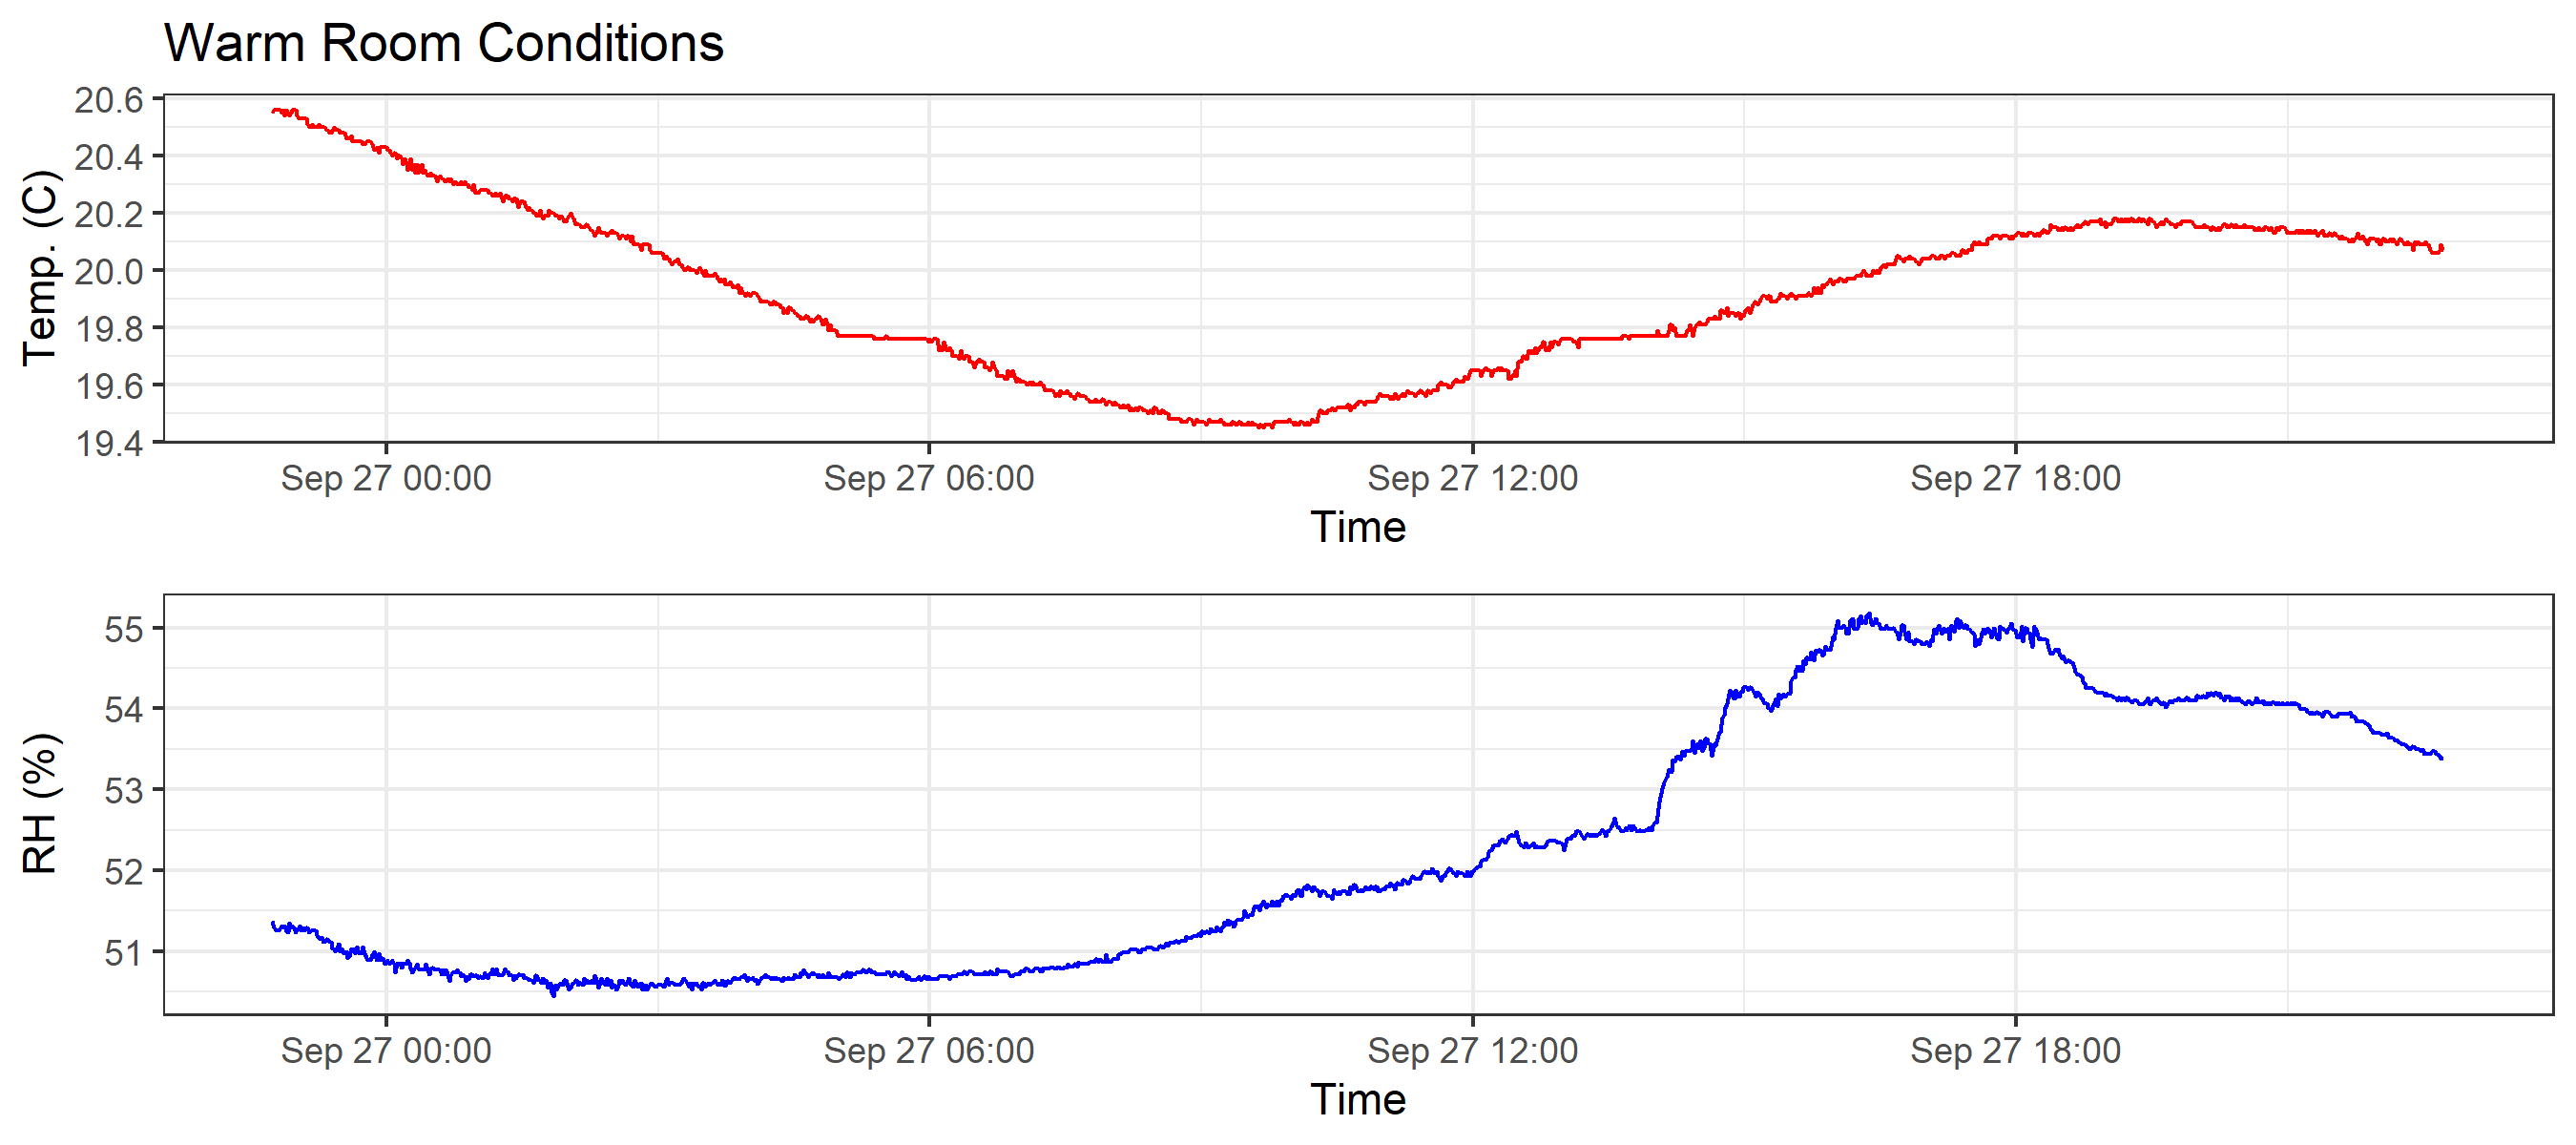 Warm Room Conditions
20.6
20.4
20.2
20.0
19.8
19.6
19.4
Temp. (C)
Sep 27 00:00 Sep 27 06:00 Sep 27 12:00 Sep 27 18:00
Time
55
54
53
52
51
RH (%)
Sep 27 00:00 Sep 27 06:00 Sep 27 12:00 Sep 27 18:00
Time